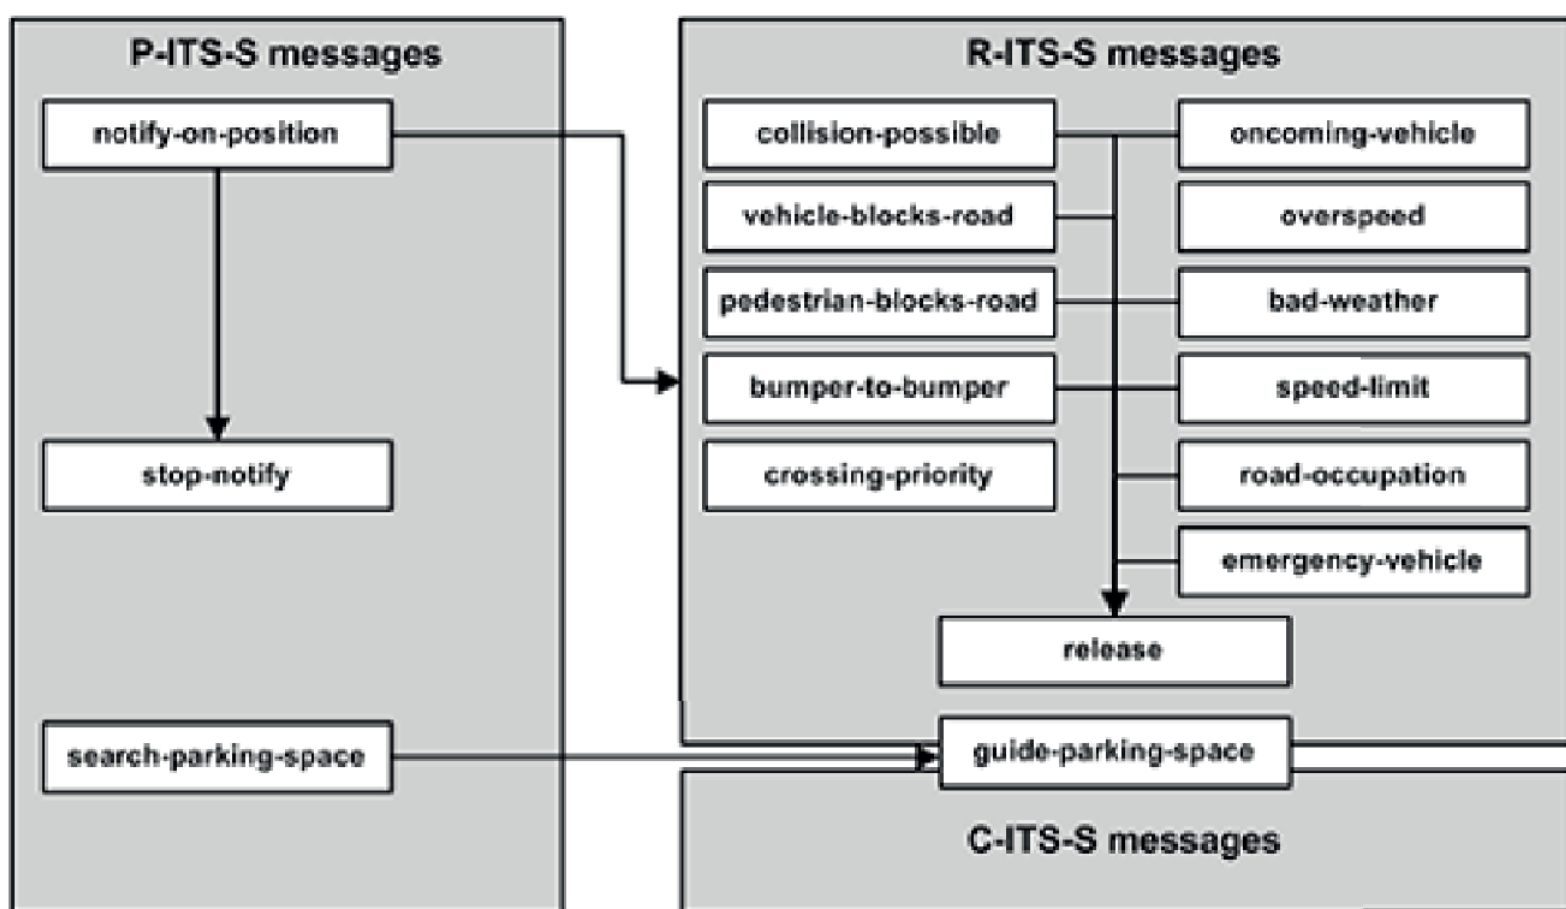 P-ITS-S messages
notify-on-position
stop-notify
search-parking-space
R-ITS-S messages
collision-possible
oncoming-vehicle
vehicle-blocks-road
overspeed
pedestrian-blocks-road
bad-weather
bumper-to-bumper
speed-limit
crossing-priority
road-occupation
emergency-vehicle
release
guide-parking-space
C-ITS-S messages